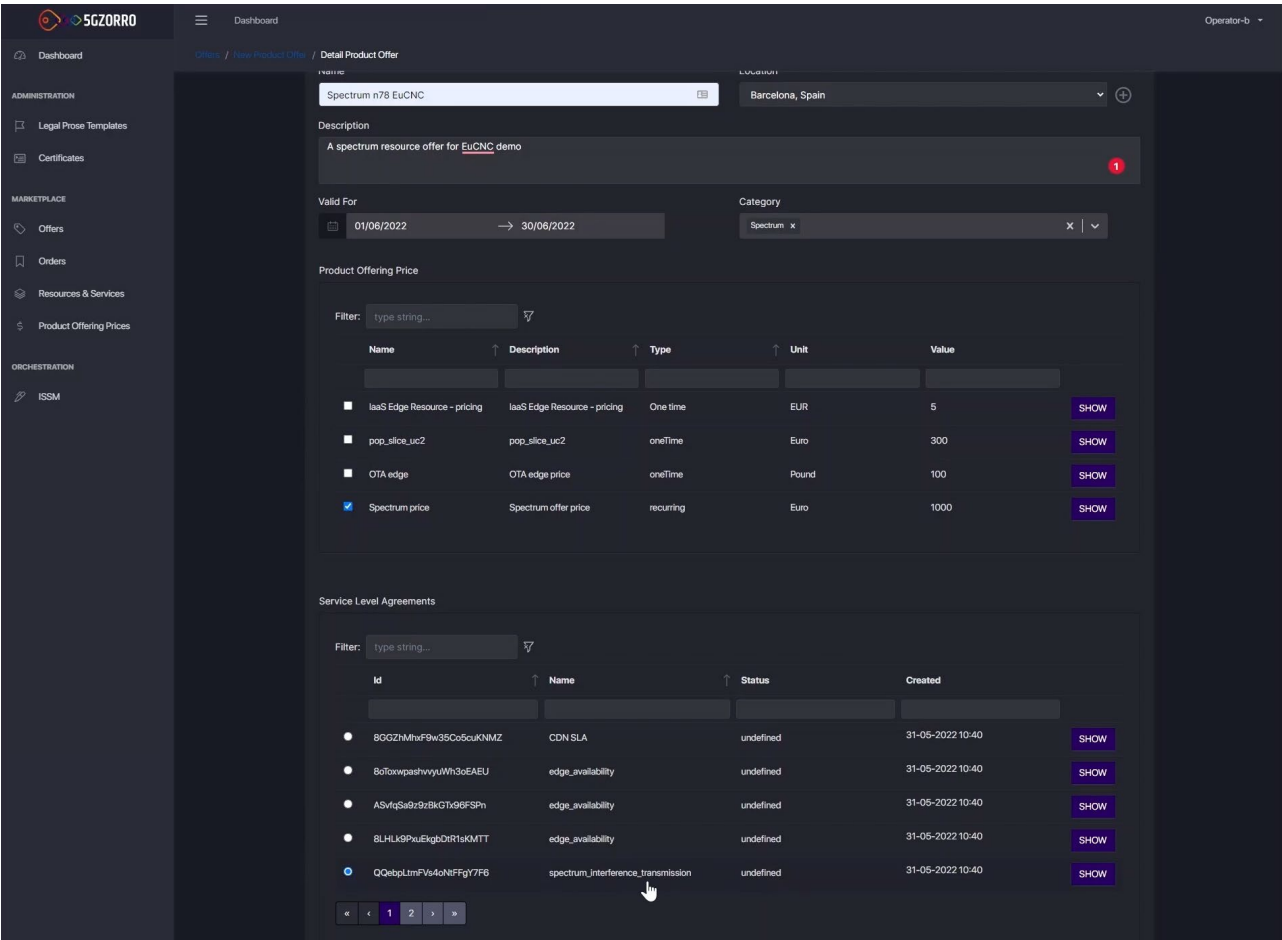 5GZORRO
Dashboard
Operator-b
Dashboard
Offers / New Product Offer / Detail Product Offer
ADMINISTRATION
Legal Prose Templates
Certificates
MARKETPLACE
Offers
Orders
Resources & Services
Product Offering Prices
ORCHESTRATION
ISSM
Name
Location
Spectrum n78 EuCNC
Barcelona, Spain
Description
A spectrum resource offer for EuCNC demo
1
Valid For
Category
01/06/2022 → 30/06/2022
Spectrum x
x
Product Offering Price
Filter: type string...
Name Description Type Unit Value
IaaS Edge Resource - pricing IaaS Edge Resource - pricing One time EUR 5 SHOW
pop_slice_uc2 pop_slice_uc2 oneTime Euro 300 SHOW
OTA edge OTA edge price oneTime Pound 100 SHOW
Spectrum price Spectrum offer price recurring Euro 1000 SHOW
Service Level Agreements
Filter: type string...
Id Name Status Created
8GGZhMhxF9w35Co5cuKNMZ CDN SLA undefined 31-05-2022 10:40 SHOW
8oToxwpashvvyuWh3oEAEU edge_availability undefined 31-05-2022 10:40 SHOW
ASvfqSa9z9zBkGTx96FSPn edge_availability undefined 31-05-2022 10:40 SHOW
8LHLk9PxuEkgbDtR1sKMTT edge_availability undefined 31-05-2022 10:40 SHOW
QQebpLtmFVs4oNtFFgY7F6 spectrum_interference_transmission undefined 31-05-2022 10:40 SHOW
« ‹ 1 2 › »